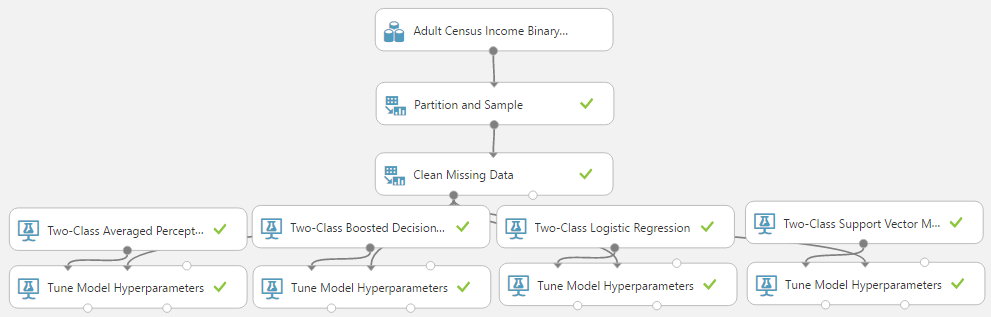 Adult Census Income Binary...
Partition and Sample
Clean Missing Data
Two-Class Averaged Percept...
Two-Class Boosted Decision...
Two-Class Logistic Regression
Two-Class Support Vector M...
Tune Model Hyperparameters
Tune Model Hyperparameters
Tune Model Hyperparameters
Tune Model Hyperparameters